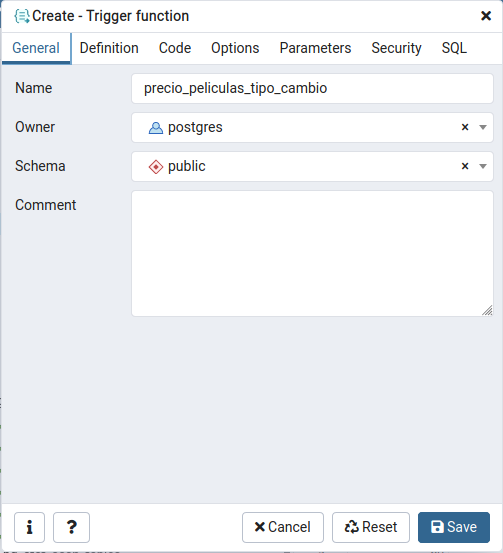 Create - Trigger function
General Definition Code Options Parameters Security SQL
Name precio_peliculas_tipo_cambio
Owner postgres
Schema public
Comment
Cancel Reset Save